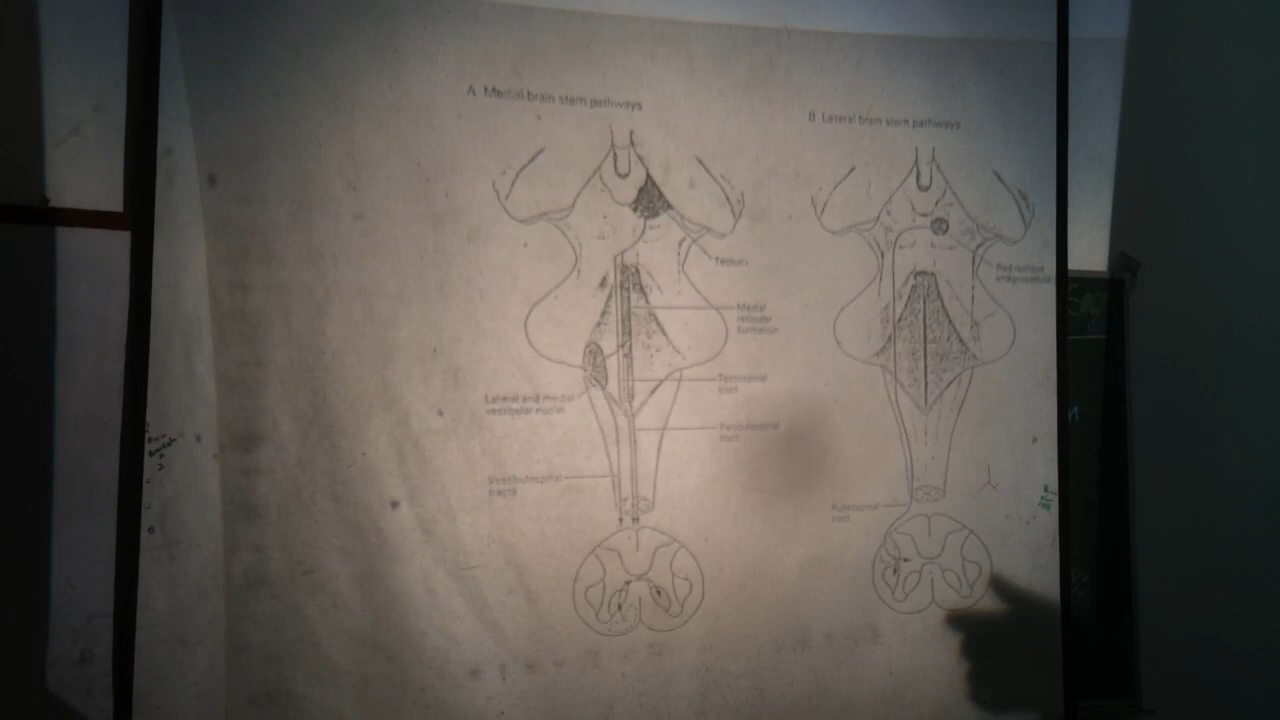 A Medial brain stem pathways
B Lateral brain stem pathways
Tectum
Medial
reticular
formation
Tectospinal
tract
Reticulospinal
tract
Lateral and medial
vestibular nuclei
Vestibulospinal
tracts
Red nucleus
Rubrospinal
tract